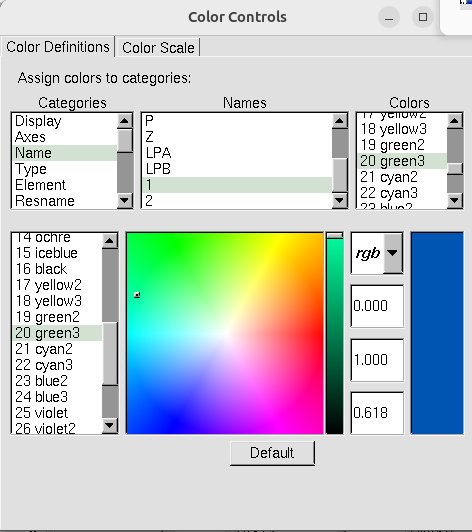 Color Controls
Color Definitions
Color Scale
Assign colors to categories:
Categories
Names
Colors
Display
Axes
Name
Type
Element
Resname
P
Z
LPA
LPB
1
2
17 yellow2
18 yellow3
19 green2
20 green3
21 cyan2
22 cyan3
23 blue2
14 ochre
15 iceblue
16 black
17 yellow2
18 yellow3
19 green2
20 green3
21 cyan2
22 cyan3
23 blue2
24 blue3
25 violet
26 violet2
rgb
0.000
1.000
0.618
Default